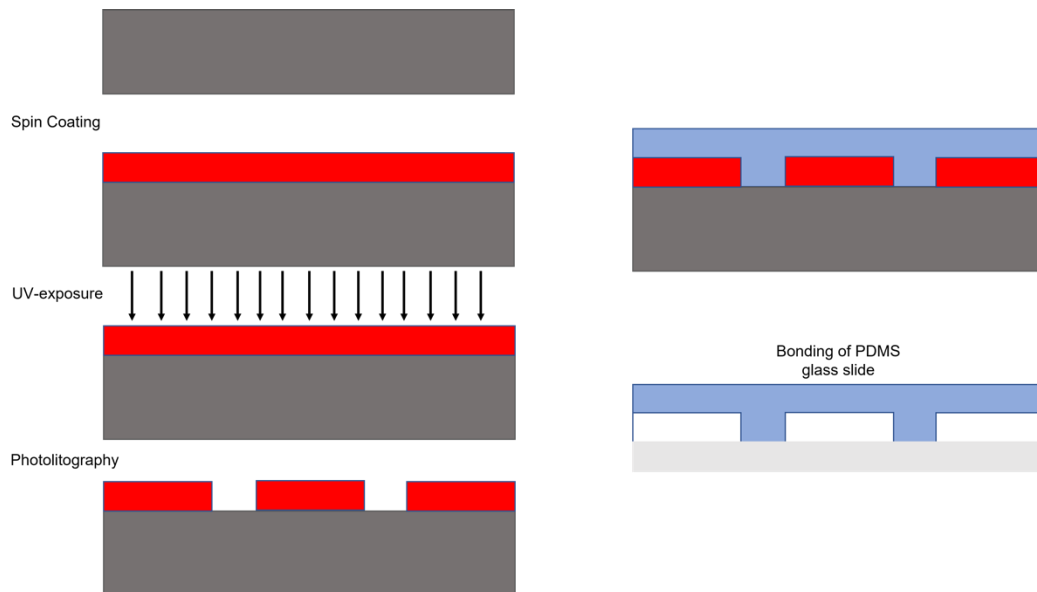 Spin Coating
UV-exposure
Photolitography
Bonding of PDMS
glass slide